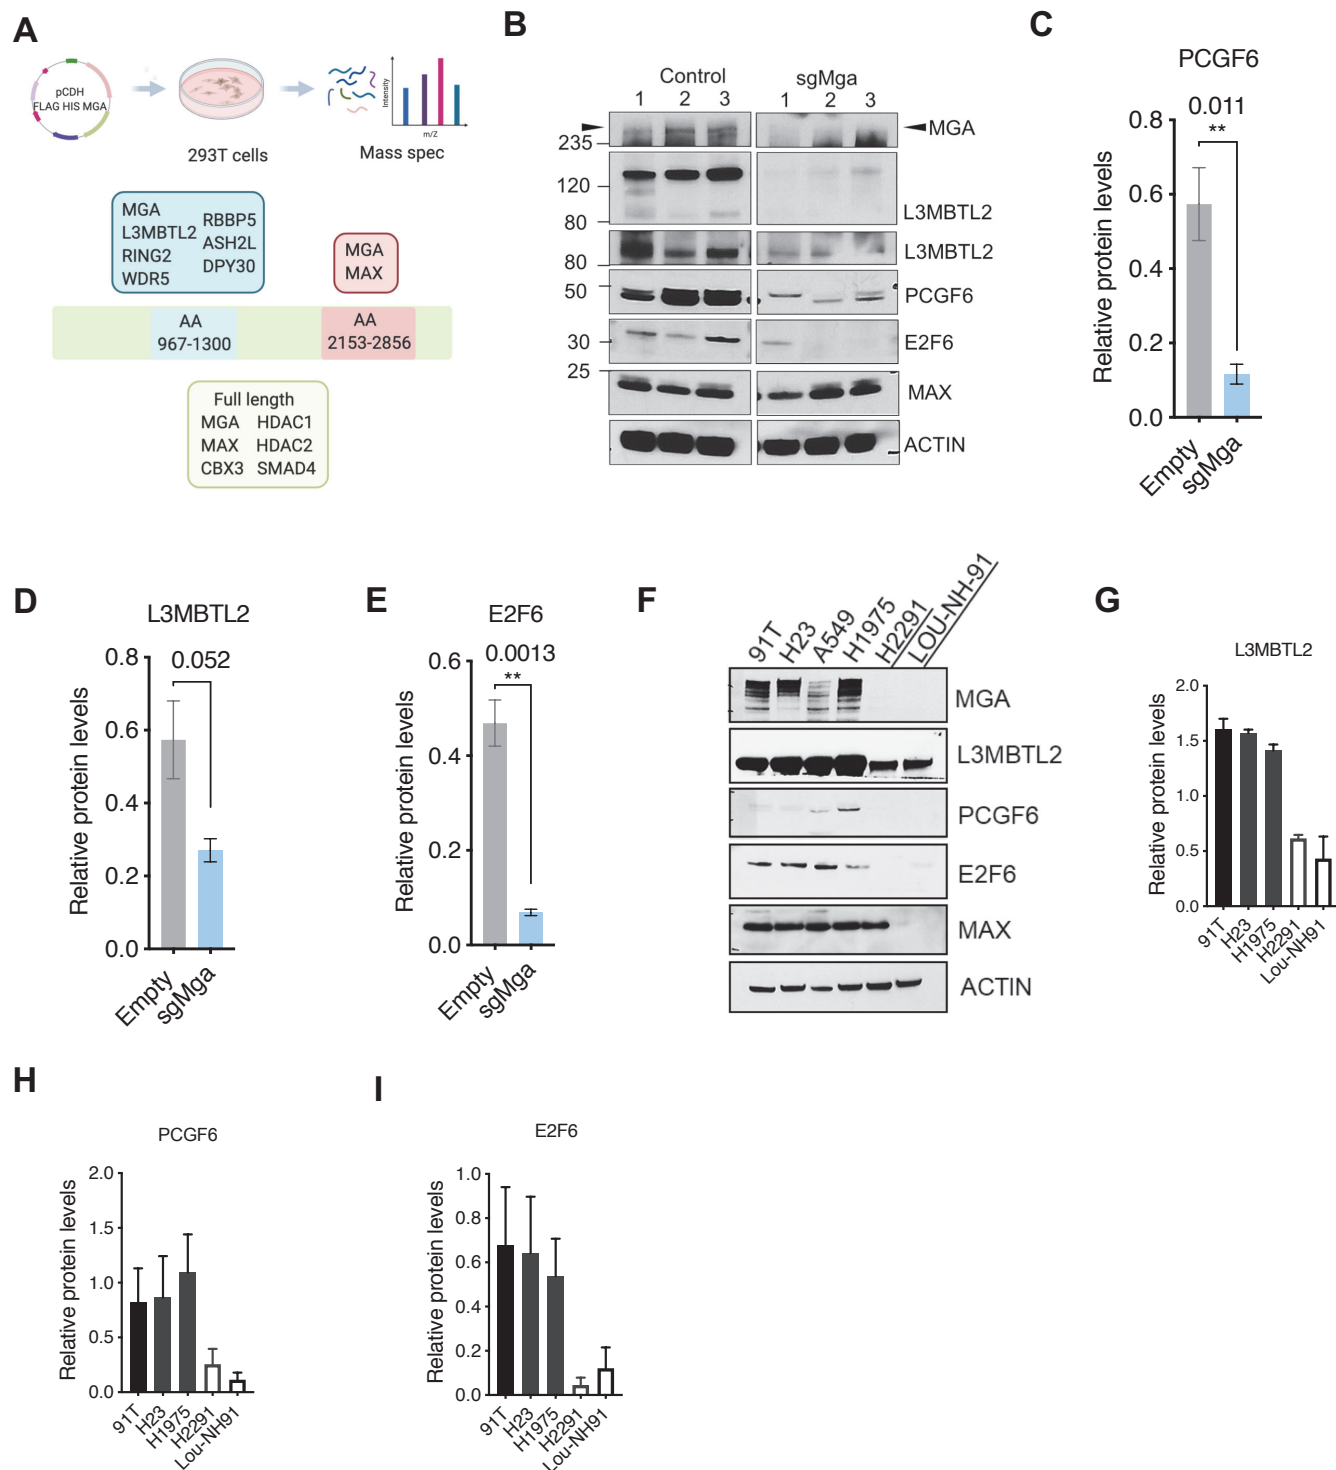 A
pCDH
FLAG HIS MGA
293T cells
Intensity
m/Z
Mass spec
MGA
L3MBTL2
RING2
WDR5
RBBP5
ASH2L
DPY30
MGA
MAX
AA
967-1300
AA
2153-2856
Full length
MGA HDAC1
MAX HDAC2
CBX3 SMAD4
B
Control
sgMga
1 2 3
1 2 3
235
120
80
80
50
30
25
MGA
L3MBTL2
L3MBTL2
PCGF6
E2F6
MAX
ACTIN
C
PCGF6
0.011
**
Relative protein levels
0.8
0.6
0.4
0.2
0.0
Empty
sgMga
D
L3MBTL2
0.052
Relative protein levels
0.8
0.6
0.4
0.2
0.0
Empty
sgMga
E
E2F6
0.0013
**
Relative protein levels
0.6
0.4
0.2
0.0
Empty
sgMga
F
91T
H23
A549
H1975
H2291
LOU-NH-91
MGA
L3MBTL2
PCGF6
E2F6
MAX
ACTIN
G
L3MBTL2
Relative protein levels
2.0
1.5
1.0
0.5
0.0
91T
H23
H1975
H2291
Lou-NH91
H
PCGF6
Relative protein levels
2.0
1.5
1.0
0.5
0.0
91T
H23
H1975
H2291
Lou-NH91
I
E2F6
Relative protein levels
1.0
0.8
0.6
0.4
0.2
0.0
91T
H23
H1975
H2291
Lou-NH91